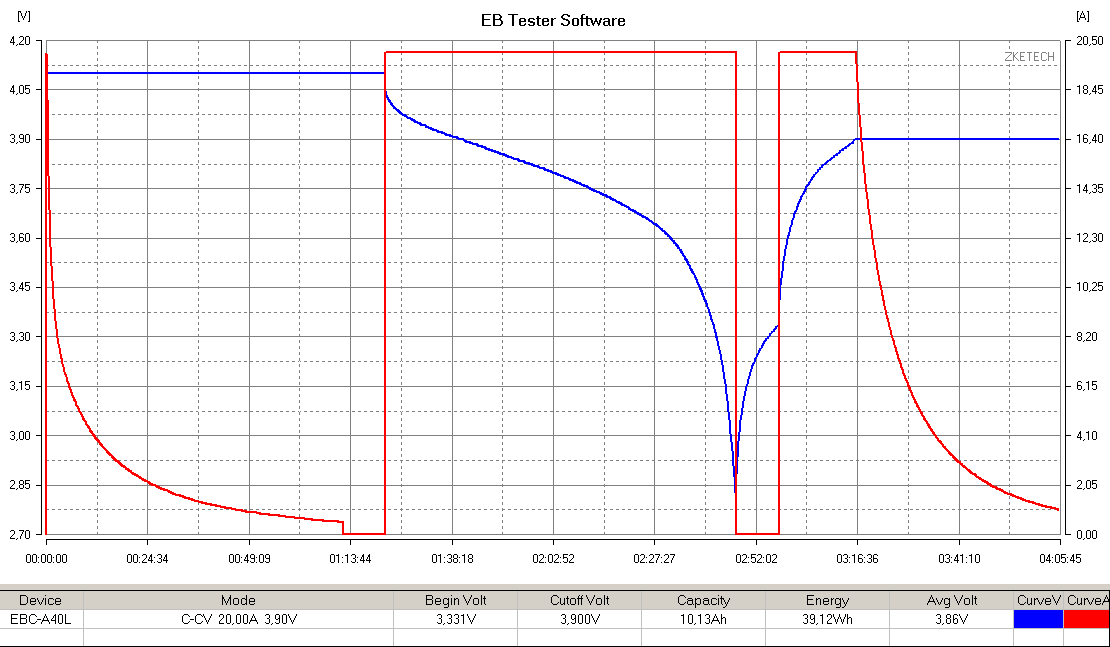 [V] EB Tester Software [A]
ZKETECH
4,20 20,50
4,05 18,45
3,90 16,40
3,75 14,35
3,60 12,30
3,45 10,25
3,30 8,20
3,15 6,15
3,00 4,10
2,85 2,05
2,70 0,00
00:00:00 00:24:34 00:49:09 01:13:44 01:38:18 02:02:52 02:27:27 02:52:02 03:16:36 03:41:10 04:05:45
Device Mode Begin Volt Cutoff Volt Capacity Energy Avg Volt CurveV CurveA
EBC-A40L C-CV 20,00A 3,90V 3,331V 3,900V 10,13Ah 39,12Wh 3,86V